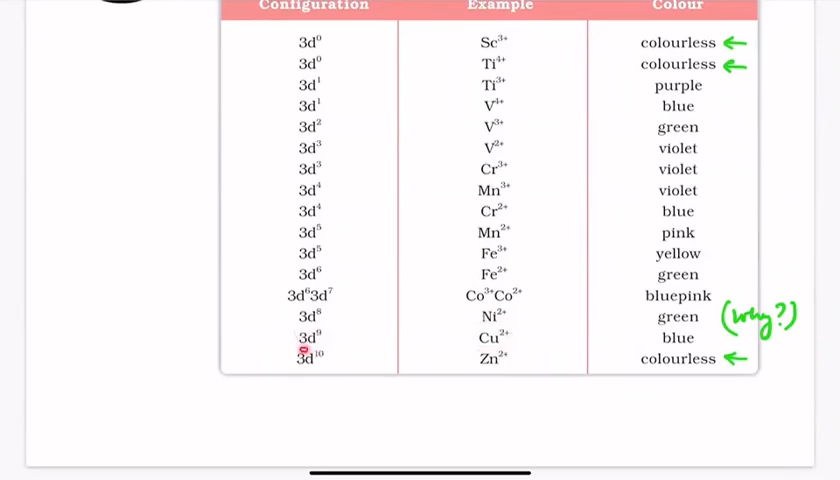 Configuration Example Colour
3d⁰ Sc³⁺ colourless ←
3d⁰ Ti⁴⁺ colourless ←
3d¹ Ti³⁺ purple
3d¹ V⁴⁺ blue
3d² V³⁺ green
3d³ V²⁺ violet
3d³ Cr³⁺ violet
3d⁴ Mn³⁺ violet
3d⁴ Cr²⁺ blue
3d⁵ Mn²⁺ pink
3d⁵ Fe³⁺ yellow
3d⁶ Fe²⁺ green
3d⁶3d⁷ Co³⁺Co²⁺ bluepink
3d⁸ Ni²⁺ green (why?)
3d⁹ Cu²⁺ blue
3d¹⁰ Zn²⁺ colourless ←